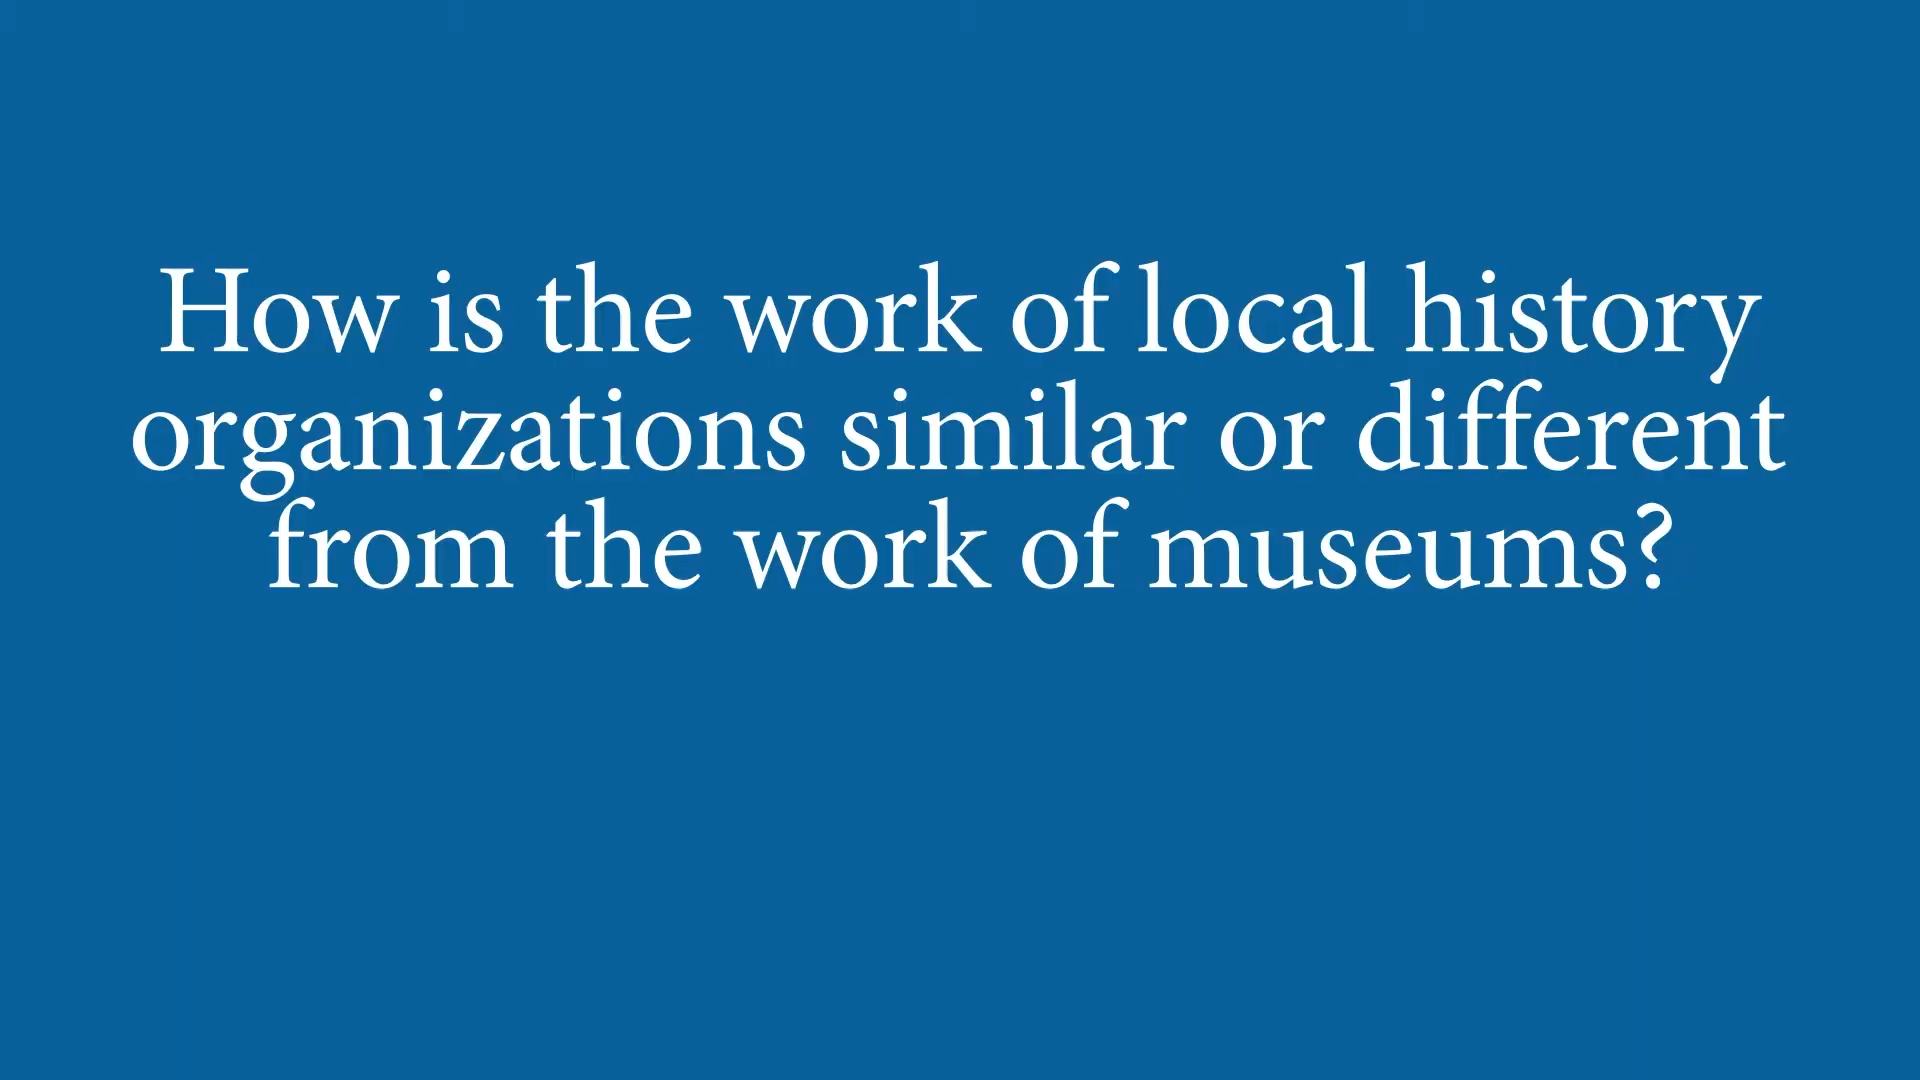 How is the work of local history
organizations similar or different
from the work of museums?